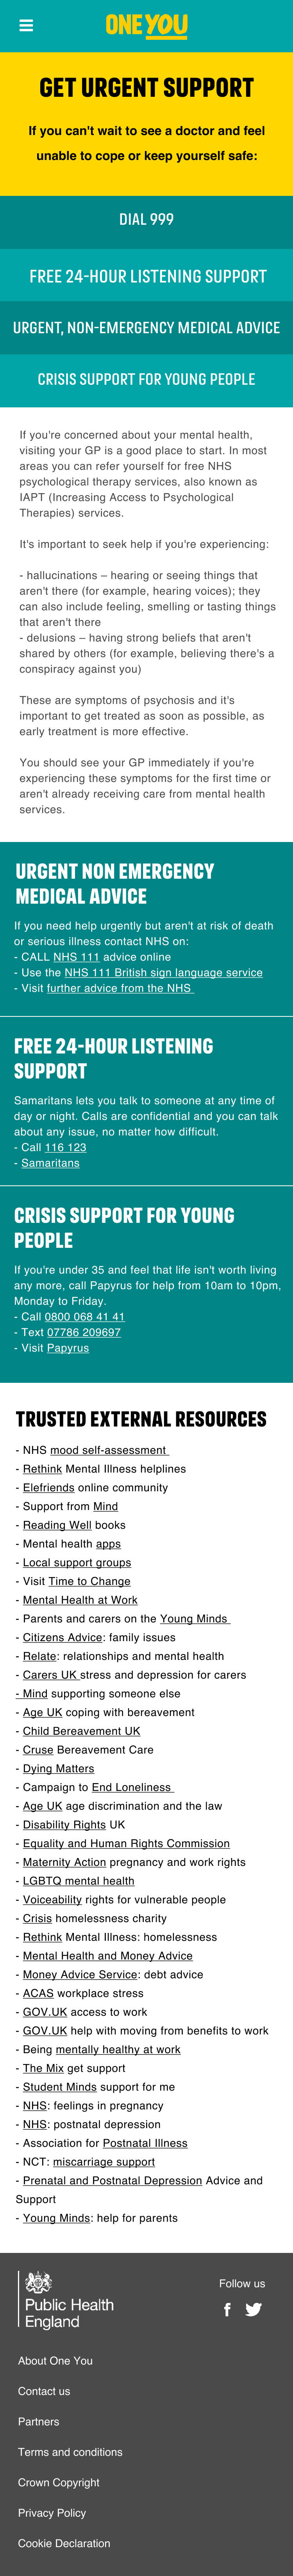 ONE YOU
GET URGENT SUPPORT
If you can't wait to see a doctor and feel
unable to cope or keep yourself safe:
DIAL 999
FREE 24-HOUR LISTENING SUPPORT
URGENT, NON-EMERGENCY MEDICAL ADVICE
CRISIS SUPPORT FOR YOUNG PEOPLE
If you're concerned about your mental health,
visiting your GP is a good place to start. In most
areas you can refer yourself for free NHS
psychological therapy services, also known as
IAPT (Increasing Access to Psychological
Therapies) services.
It's important to seek help if you're experiencing:
- hallucinations – hearing or seeing things that
aren't there (for example, hearing voices); they
can also include feeling, smelling or tasting things
that aren't there
- delusions – having strong beliefs that aren't
shared by others (for example, believing there's a
conspiracy against you)
These are symptoms of psychosis and it's
important to get treated as soon as possible, as
early treatment is more effective.
You should see your GP immediately if you're
experiencing these symptoms for the first time or
aren't already receiving care from mental health
services.
URGENT NON EMERGENCY
MEDICAL ADVICE
If you need help urgently but aren't at risk of death
or serious illness contact NHS on:
- CALL NHS 111 advice online
- Use the NHS 111 British sign language service
- Visit further advice from the NHS
FREE 24-HOUR LISTENING
SUPPORT
Samaritans lets you talk to someone at any time of
day or night. Calls are confidential and you can talk
about any issue, no matter how difficult.
- Call 116 123
- Samaritans
CRISIS SUPPORT FOR YOUNG
PEOPLE
If you're under 35 and feel that life isn't worth living
any more, call Papyrus for help from 10am to 10pm,
Monday to Friday.
- Call 0800 068 41 41
- Text 07786 209697
- Visit Papyrus
TRUSTED EXTERNAL RESOURCES
- NHS mood self-assessment
- Rethink Mental Illness helplines
- Elefriends online community
- Support from Mind
- Reading Well books
- Mental health apps
- Local support groups
- Visit Time to Change
- Mental Health at Work
- Parents and carers on the Young Minds
- Citizens Advice: family issues
- Relate: relationships and mental health
- Carers UK stress and depression for carers
- Mind supporting someone else
- Age UK coping with bereavement
- Child Bereavement UK
- Cruse Bereavement Care
- Dying Matters
- Campaign to End Loneliness
- Age UK age discrimination and the law
- Disability Rights UK
- Equality and Human Rights Commission
- Maternity Action pregnancy and work rights
- LGBTQ mental health
- Voiceability rights for vulnerable people
- Crisis homelessness charity
- Rethink Mental Illness: homelessness
- Mental Health and Money Advice
- Money Advice Service: debt advice
- ACAS workplace stress
- GOV.UK access to work
- GOV.UK help with moving from benefits to work
- Being mentally healthy at work
- The Mix get support
- Student Minds support for me
- NHS: feelings in pregnancy
- NHS: postnatal depression
- Association for Postnatal Illness
- NCT: miscarriage support
- Prenatal and Postnatal Depression Advice and
Support
- Young Minds: help for parents
Public Health
England
Follow us
About One You
Contact us
Partners
Terms and conditions
Crown Copyright
Privacy Policy
Cookie Declaration